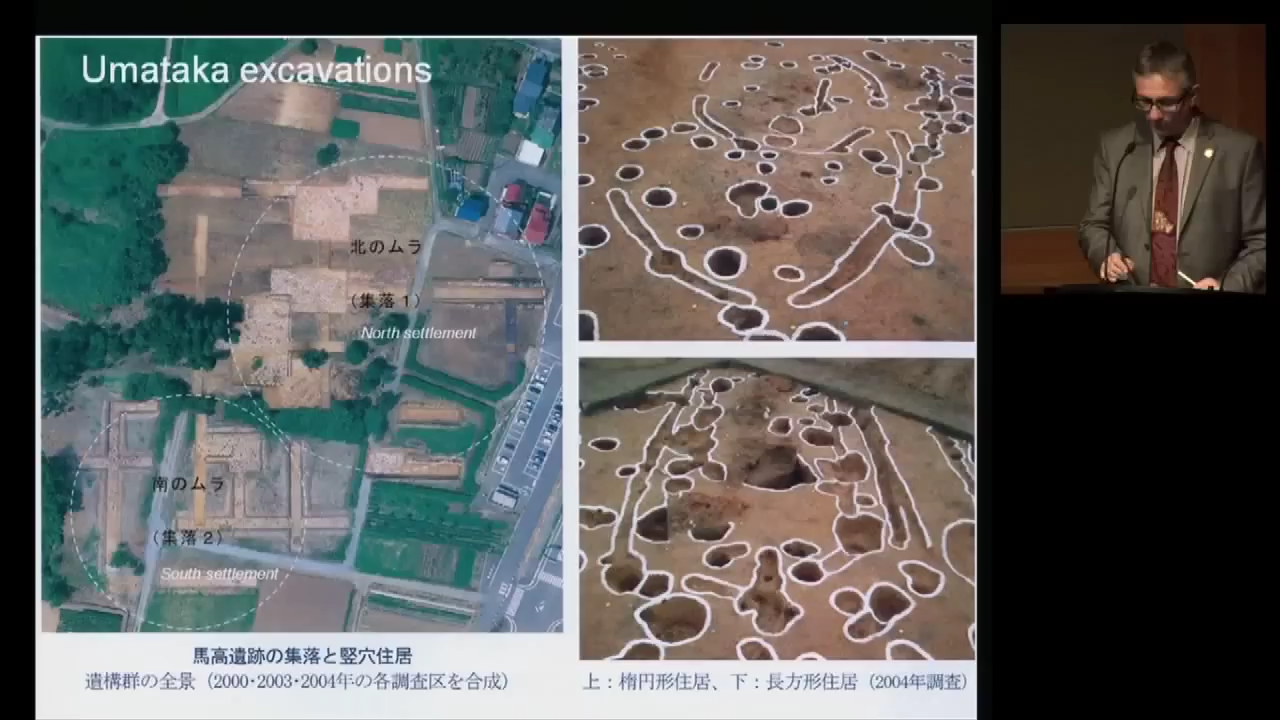 Umataka excavations
北のムラ
（集落１）
North settlement
南のムラ
（集落２）
South settlement
馬高遺跡の集落と竪穴住居
遺構群の全景（2000･2003･2004年の各調査区を合成）
上：楕円形住居、下：長方形住居（2004年調査）